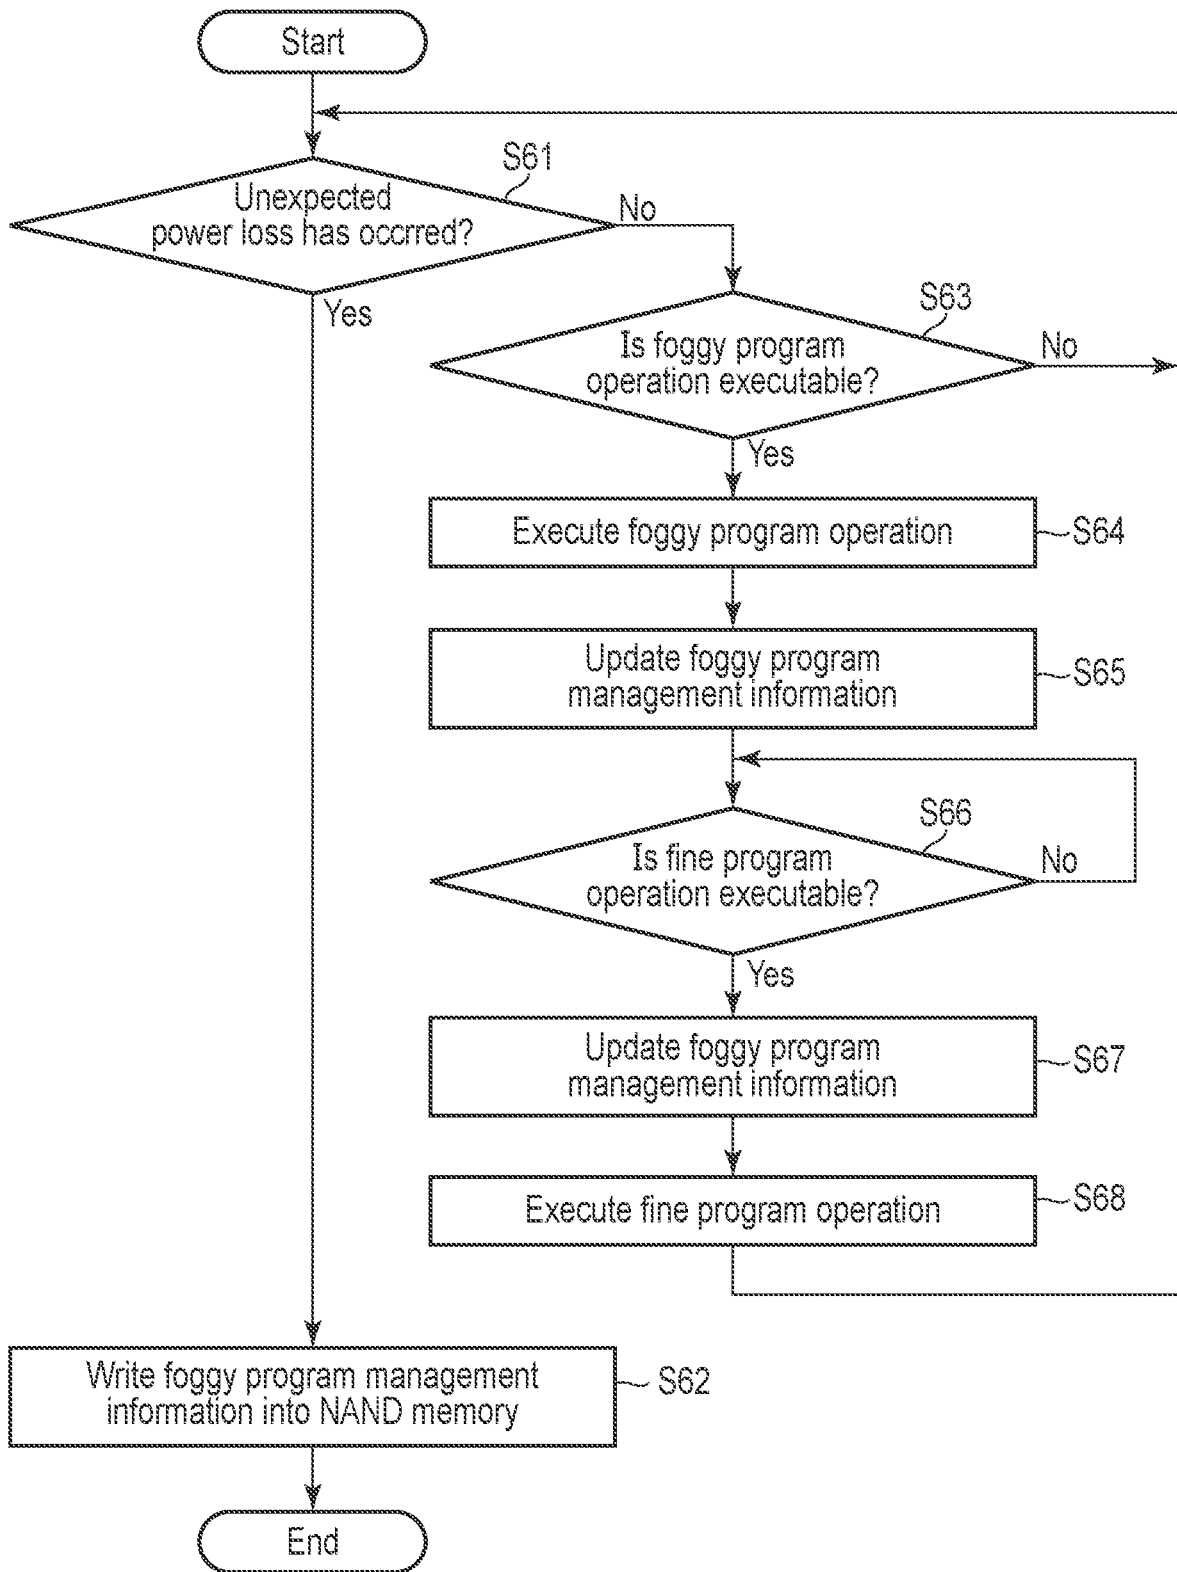 Start
S61
Unexpected
power loss has occrred?
No
Yes
S63
Is foggy program
operation executable?
No
Yes
Execute foggy program operation
S64
Update foggy program
management information
S65
S66
Is fine program
operation executable?
No
Yes
Update foggy program
management information
S67
Execute fine program operation
S68
Write foggy program management
information into NAND memory
S62
End